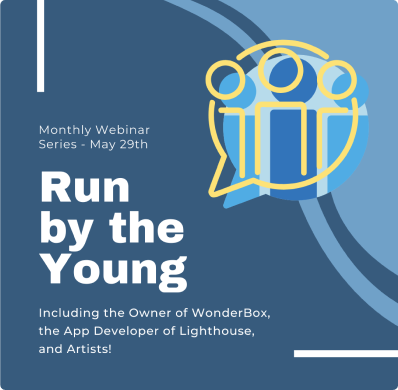 Monthly Webinar
Series - May 29th
Run
by the
Young
Including the Owner of WonderBox,
the App Developer of Lighthouse,
and Artists!